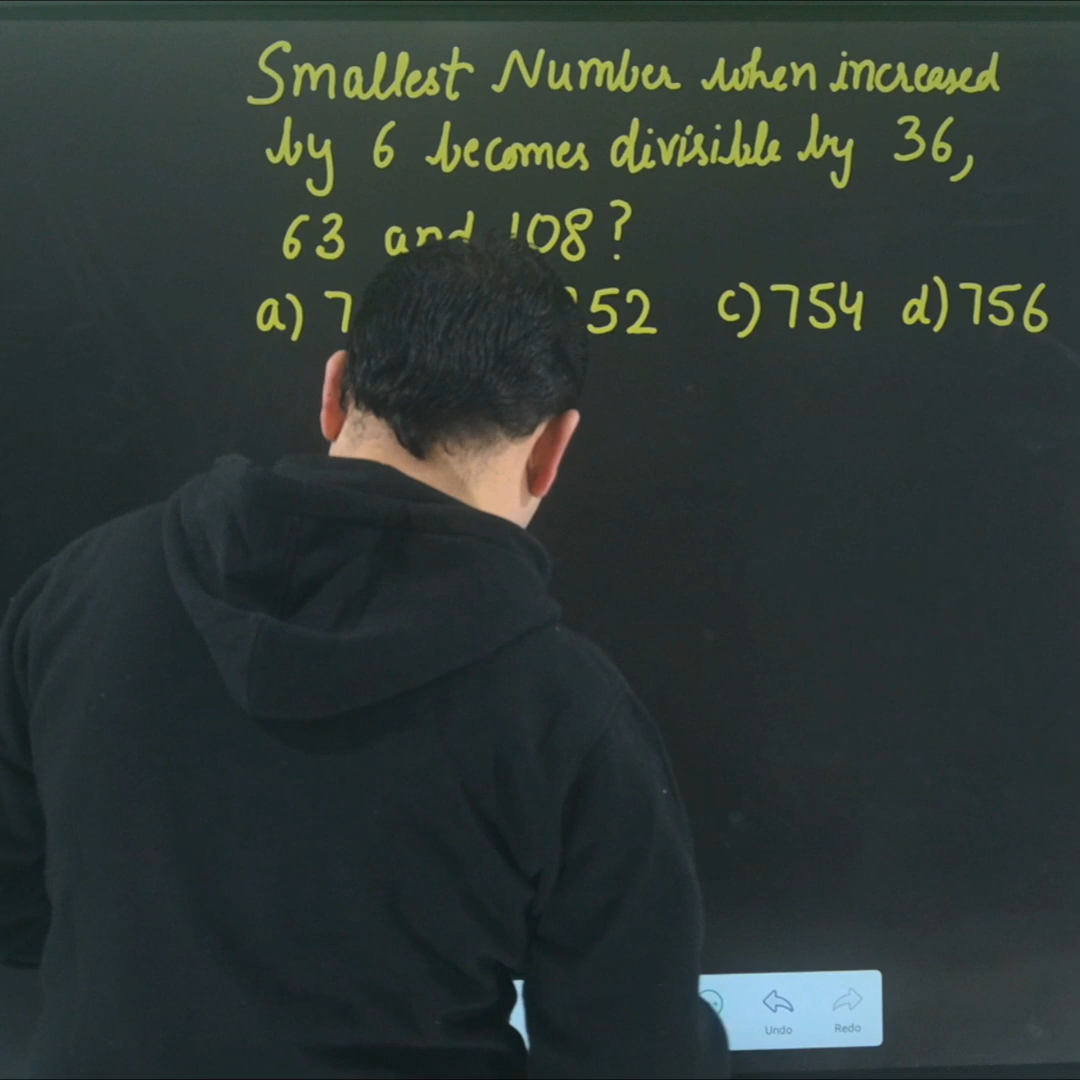 Smallest Number when increased
by 6 becomes divisible by 36,
63 and 108?
a) 7 52 c) 754 d) 756
Undo Redo